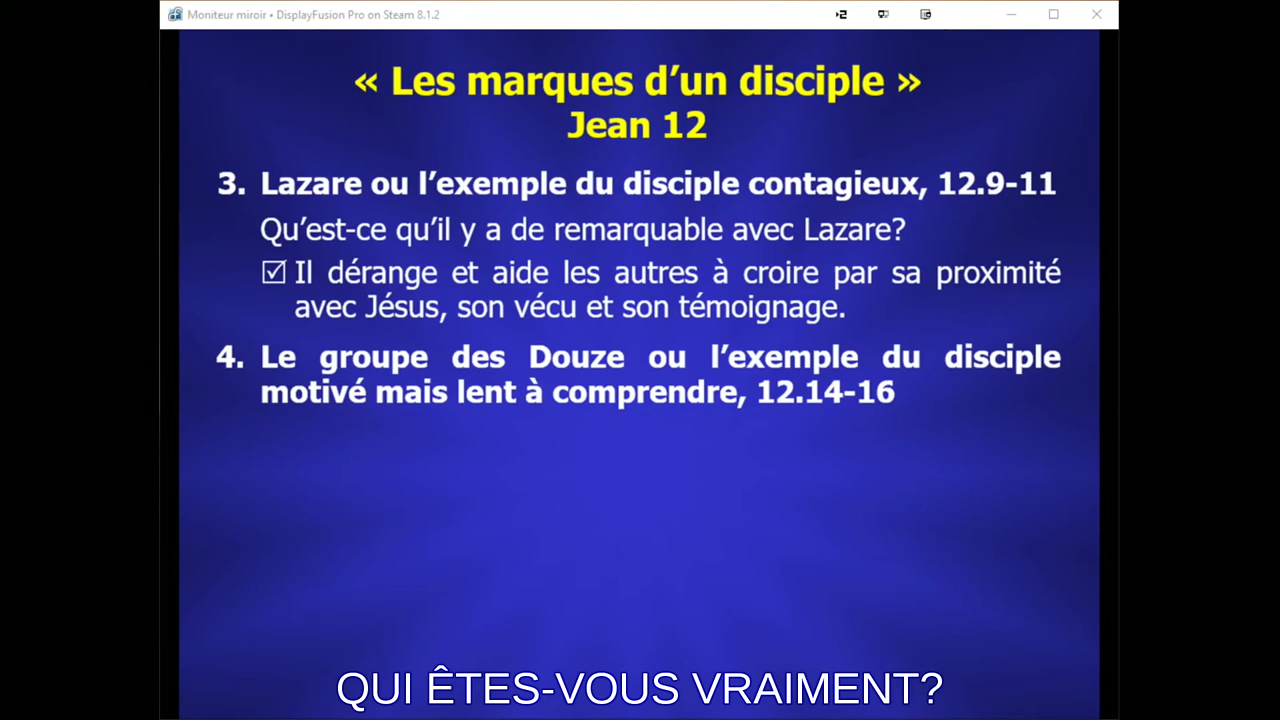 Moniteur miroir • DisplayFusion Pro on Steam 8.1.2
« Les marques d’un disciple »
Jean 12
3. Lazare ou l’exemple du disciple contagieux, 12.9-11
Qu’est-ce qu’il y a de remarquable avec Lazare?
☑ Il dérange et aide les autres à croire par sa proximité
avec Jésus, son vécu et son témoignage.
4. Le groupe des Douze ou l’exemple du disciple
motivé mais lent à comprendre, 12.14-16
QUI ÊTES-VOUS VRAIMENT?